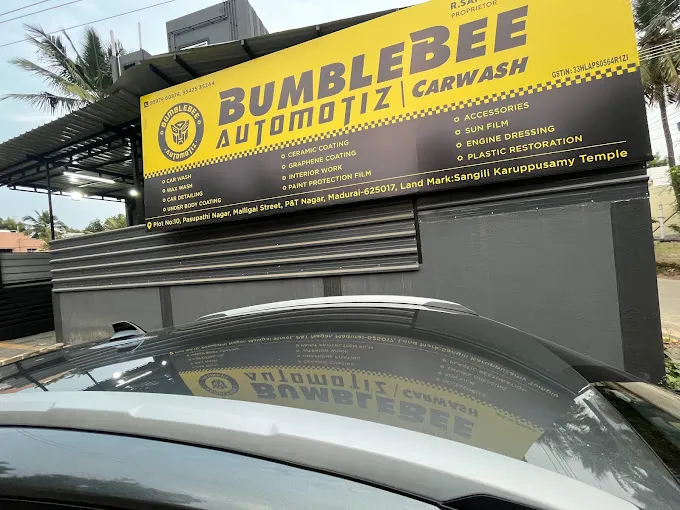 R.SA
PROPRIETOR
BUMBLEBEE
AUTOMOTIZ | CARWASH
GSTIN: 33HLAPS0564R1ZI
BUMBLEBEE
AUTOMOTIZ
CAR WASH
WAX WASH
CAR DETAILING
UNDER BODY COATING
CERAMIC COATING
GRAPHENE COATING
INTERIOR WORK
PAINT PROTECTION FILM
ACCESSORIES
SUN FILM
ENGINE DRESSING
PLASTIC RESTORATION
Plot No:10, Pasupathi Nagar, Malligai Street, P&T Nagar, Madurai-625017, Land Mark:Sangili Karuppusamy Temple